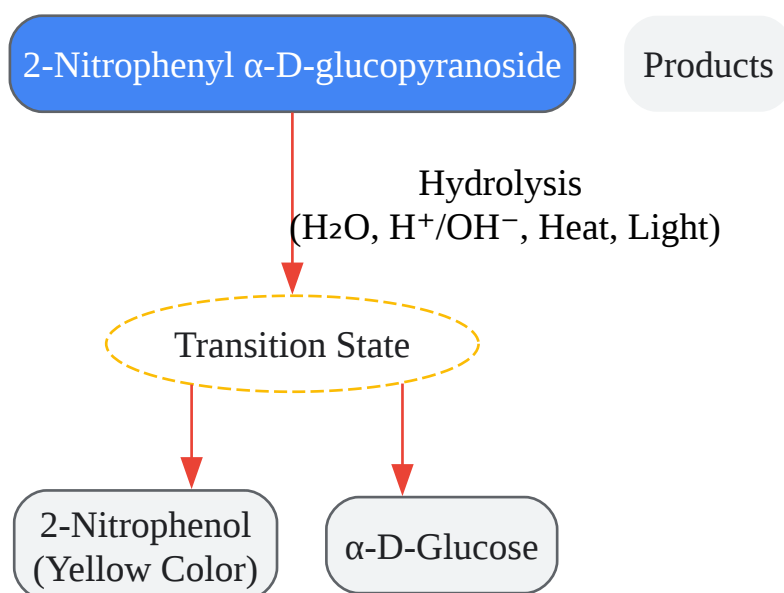 2-Nitrophenyl α-D-glucopyranoside
Products
Hydrolysis
(H₂O, H⁺/OH⁻, Heat, Light)
Transition State
2-Nitrophenol
(Yellow Color)
α-D-Glucose